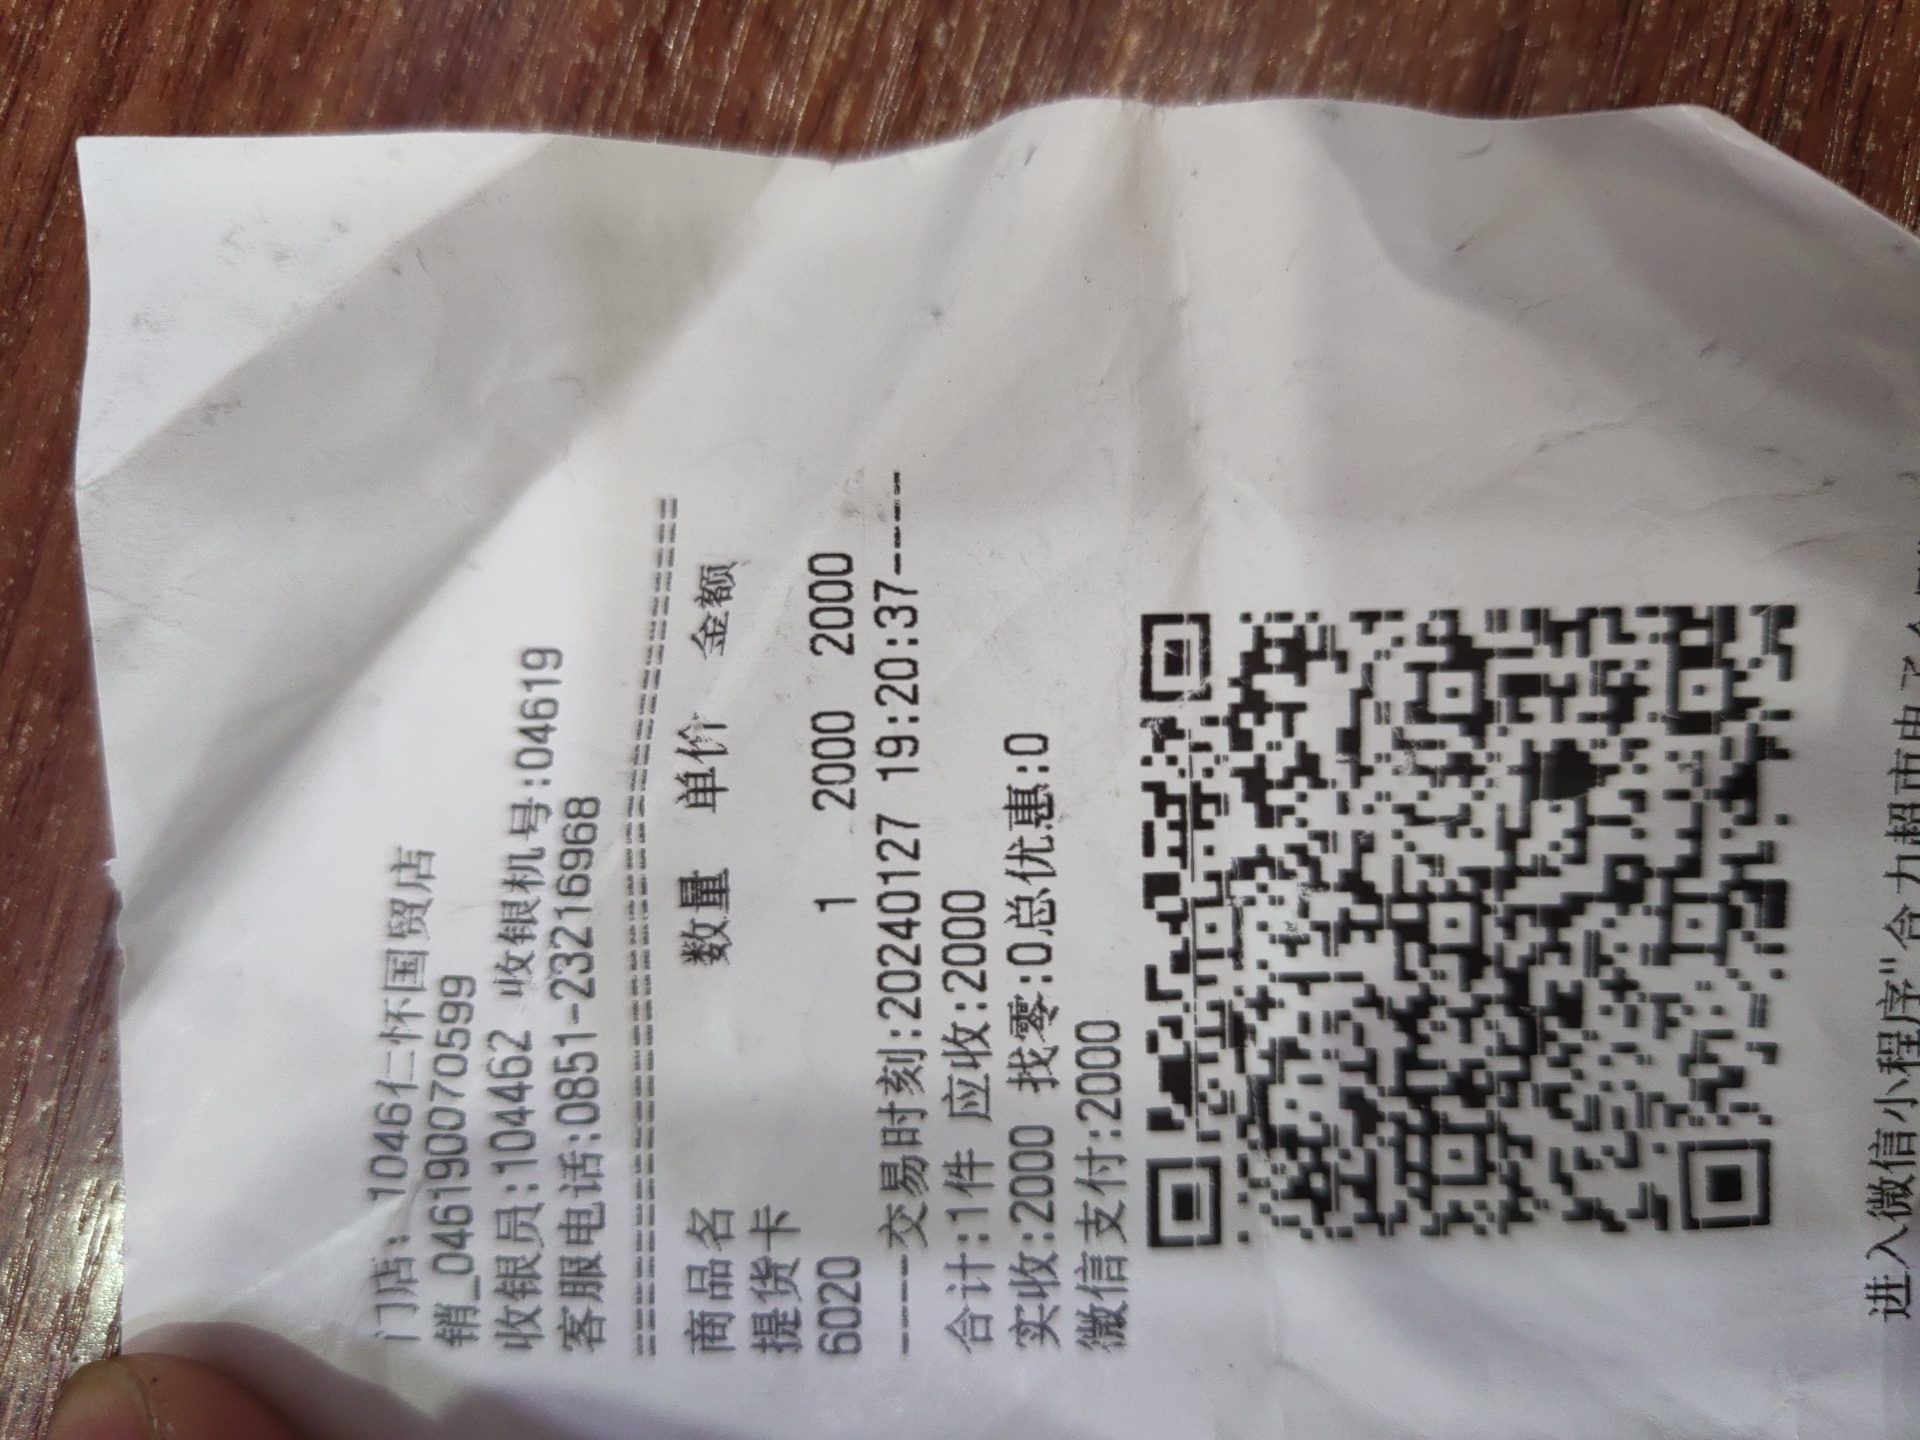 门店: 1046仁怀国贸店
销_046190070599
收银员:104462 收银机号:04619
客服电话:0851-23216968
商品名 数量 单价 金额
提货卡
6020 1 2000 2000
----交易时刻:20240127 19:20:37-----
合计:1件 应收:2000
实收:2000 找零:0总优惠:0
微信支付:2000
进入微信小程序"合力超市电子